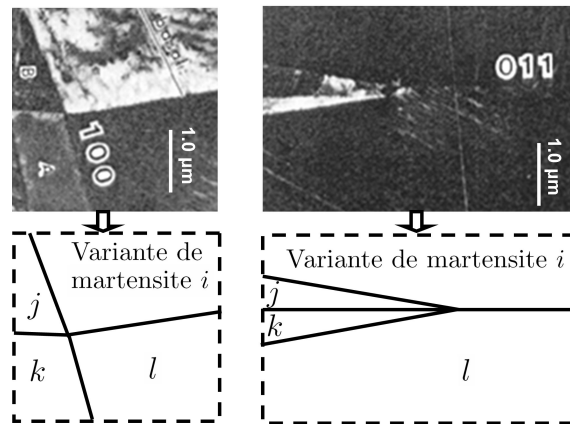 B
A
100
1.0 µm
011
1.0 µm
Variante de
martensite i
j
k
l
Variante de martensite i
j
k
l